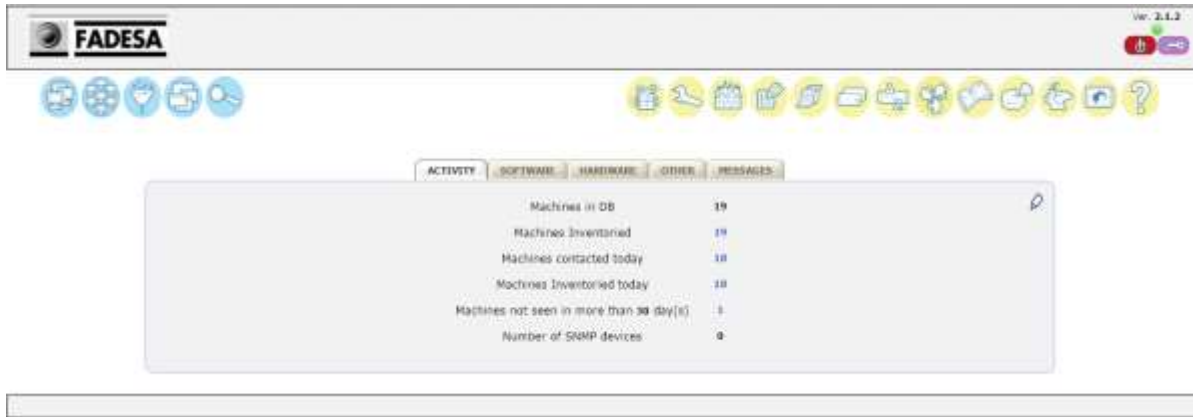 Ver. 2.1.2
FADESA
ACTIVITY SOFTWARE HARDWARE OTHER MESSAGES
Machines in DB 19
Machines Inventoried 19
Machines contacted today 18
Machines Inventoried today 18
Machines not seen in more than 30 day(s) 1
Number of SNMP devices 0